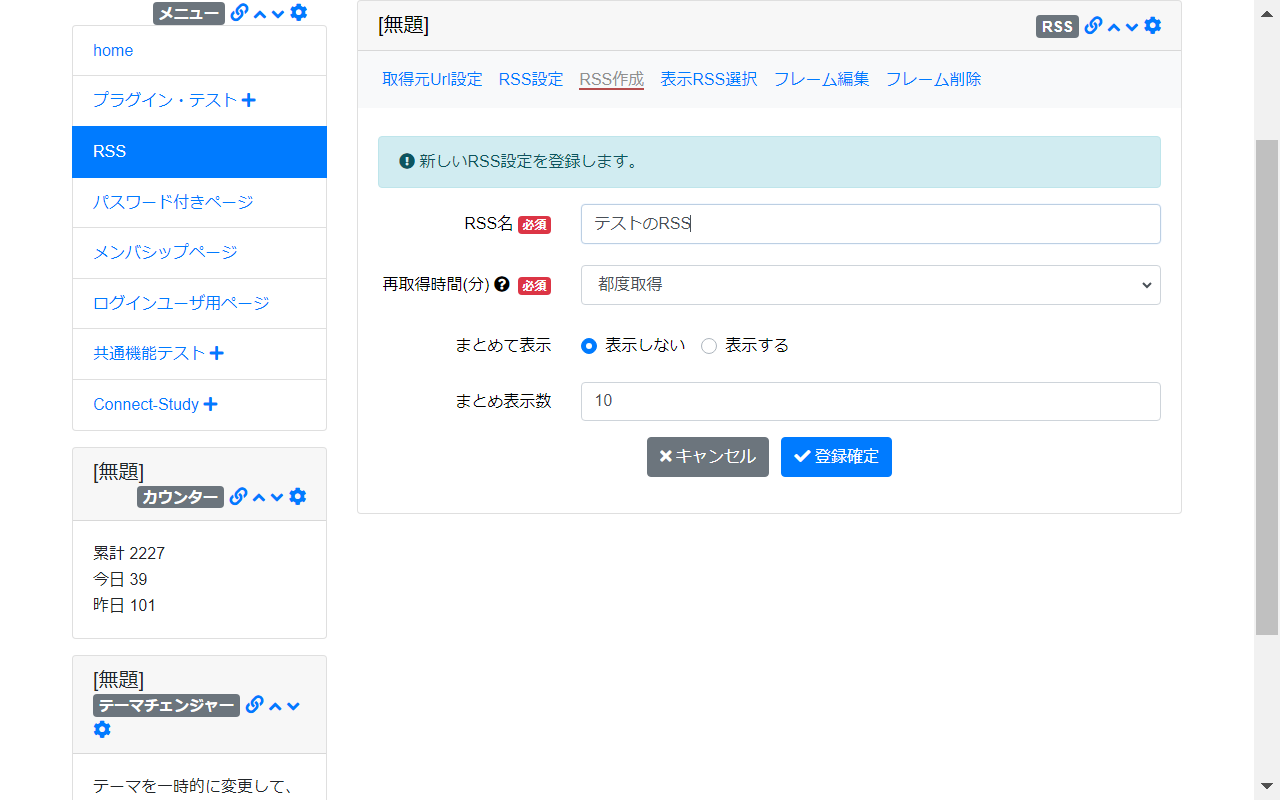 メニュー
home
プラグイン・テスト
RSS
パスワード付きページ
メンバシップページ
ログインユーザ用ページ
共通機能テスト
Connect-Study
[無題]
カウンター
累計 2227
今日 39
昨日 101
[無題]
テーマチェンジャー
テーマを一時的に変更して、
[無題]
RSS
取得元Url設定 RSS設定 RSS作成 表示RSS選択 フレーム編集 フレーム削除
新しいRSS設定を登録します。
RSS名 必須 テストのRSS
再取得時間(分) 必須 都度取得
まとめて表示 表示しない 表示する
まとめ表示数 10
キャンセル 登録確定